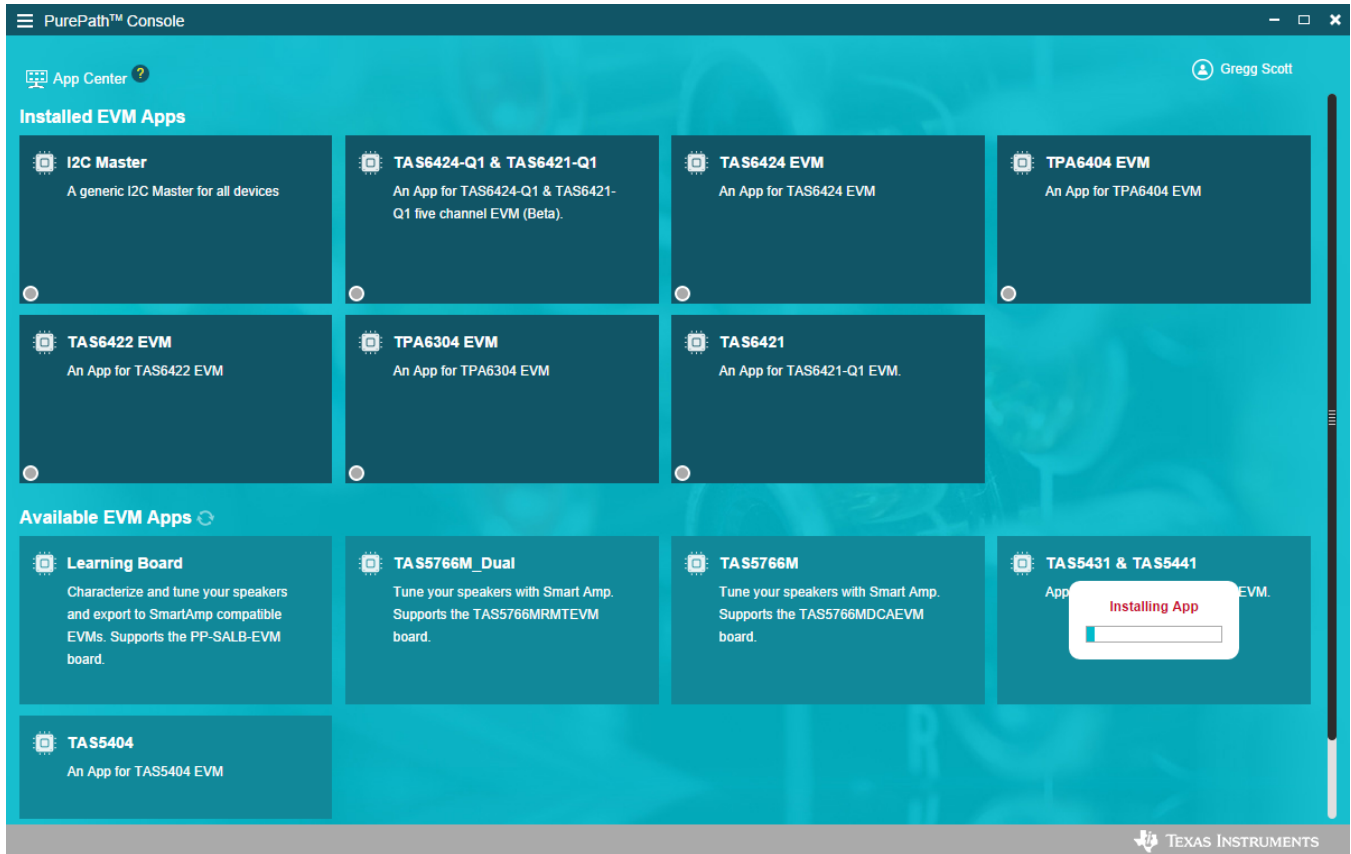 PurePath™ Console
App Center ?
Gregg Scott
Installed EVM Apps
I2C Master
A generic I2C Master for all devices
TAS6424-Q1 & TAS6421-Q1
An App for TAS6424-Q1 & TAS6421-
Q1 five channel EVM (Beta).
TAS6424 EVM
An App for TAS6424 EVM
TPA6404 EVM
An App for TPA6404 EVM
TAS6422 EVM
An App for TAS6422 EVM
TPA6304 EVM
An App for TPA6304 EVM
TAS6421
An App for TAS6421-Q1 EVM.
Available EVM Apps
Learning Board
Characterize and tune your speakers
and export to SmartAmp compatible
EVMs. Supports the PP-SALB-EVM
board.
TAS5766M_Dual
Tune your speakers with Smart Amp.
Supports the TAS5766MRMTEVM
board.
TAS5766M
Tune your speakers with Smart Amp.
Supports the TAS5766MDCAEVM
board.
TAS5431 & TAS5441
App EVM.
Installing App
TAS5404
An App for TAS5404 EVM
TEXAS INSTRUMENTS